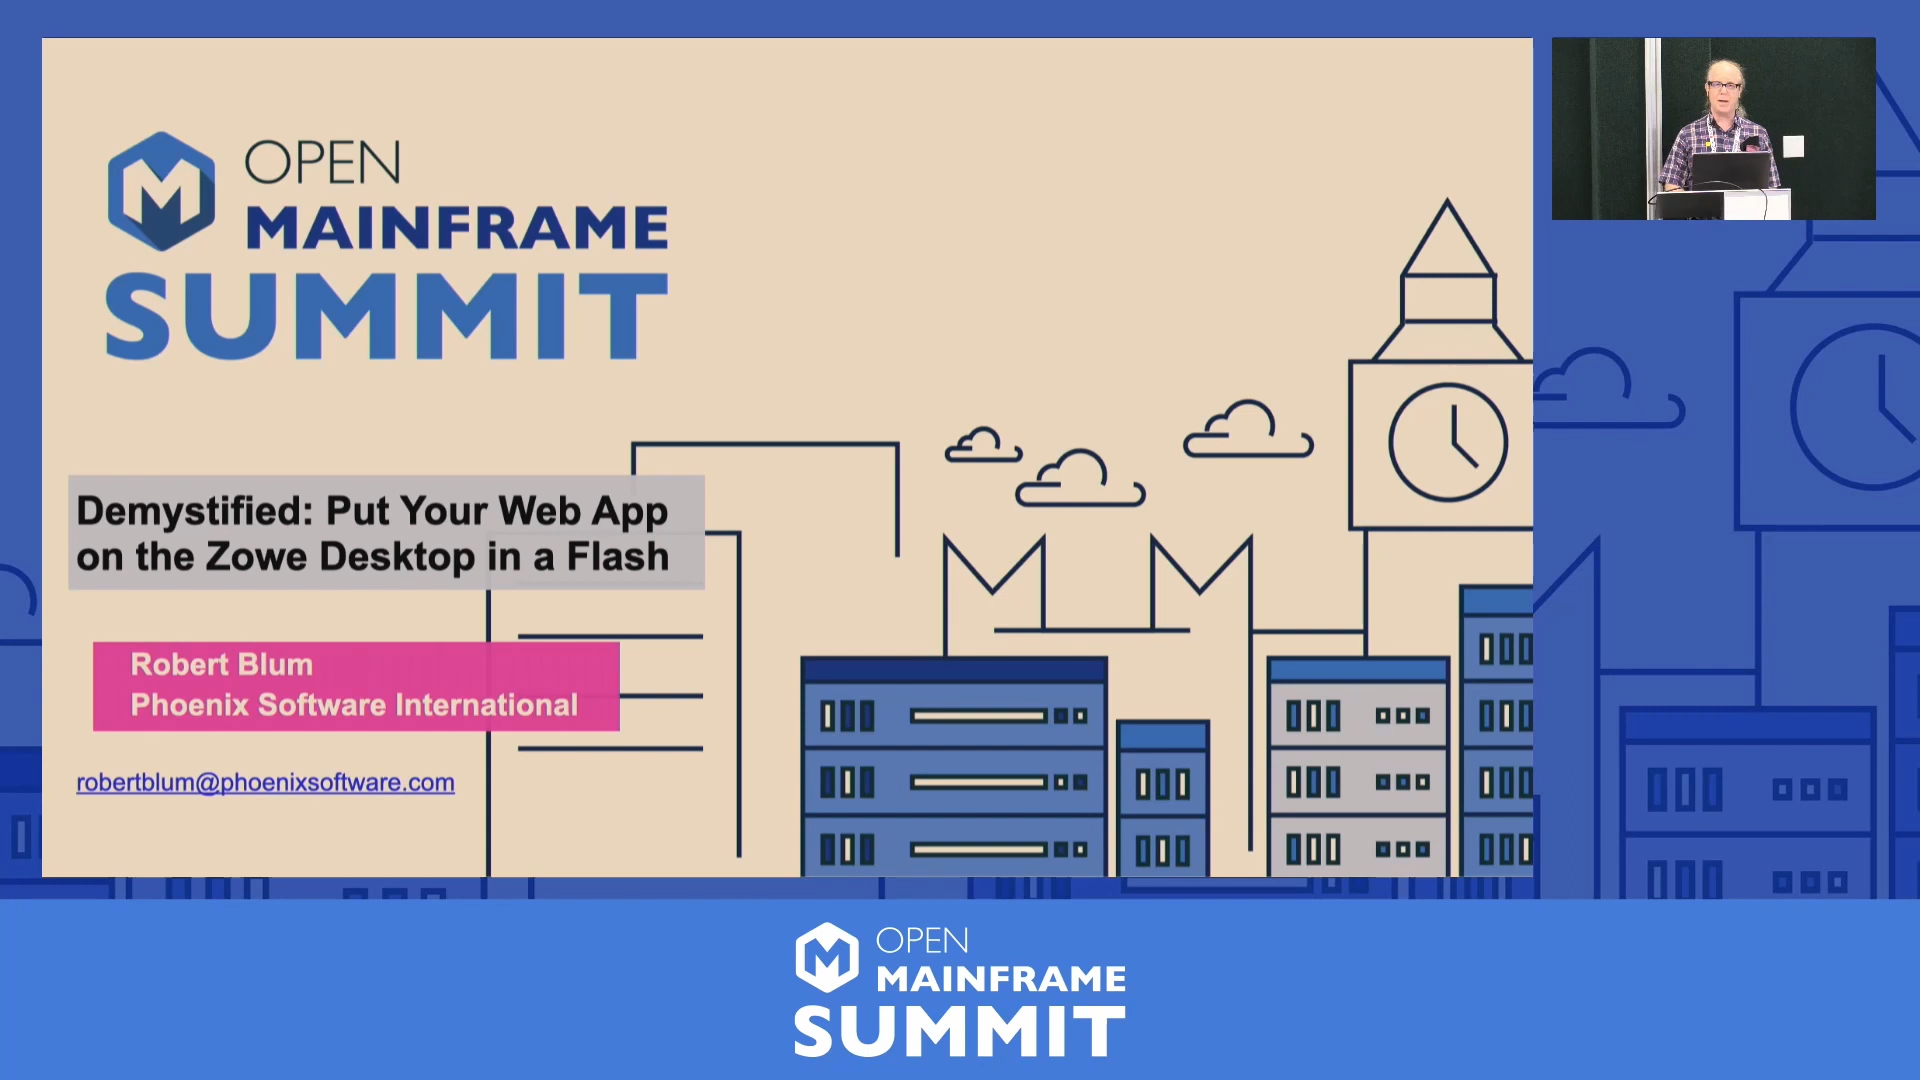 OPEN
MAINFRAME
SUMMIT
Demystified: Put Your Web App
on the Zowe Desktop in a Flash
Robert Blum
Phoenix Software International
robertblum@phoenixsoftware.com
OPEN
MAINFRAME
SUMMIT